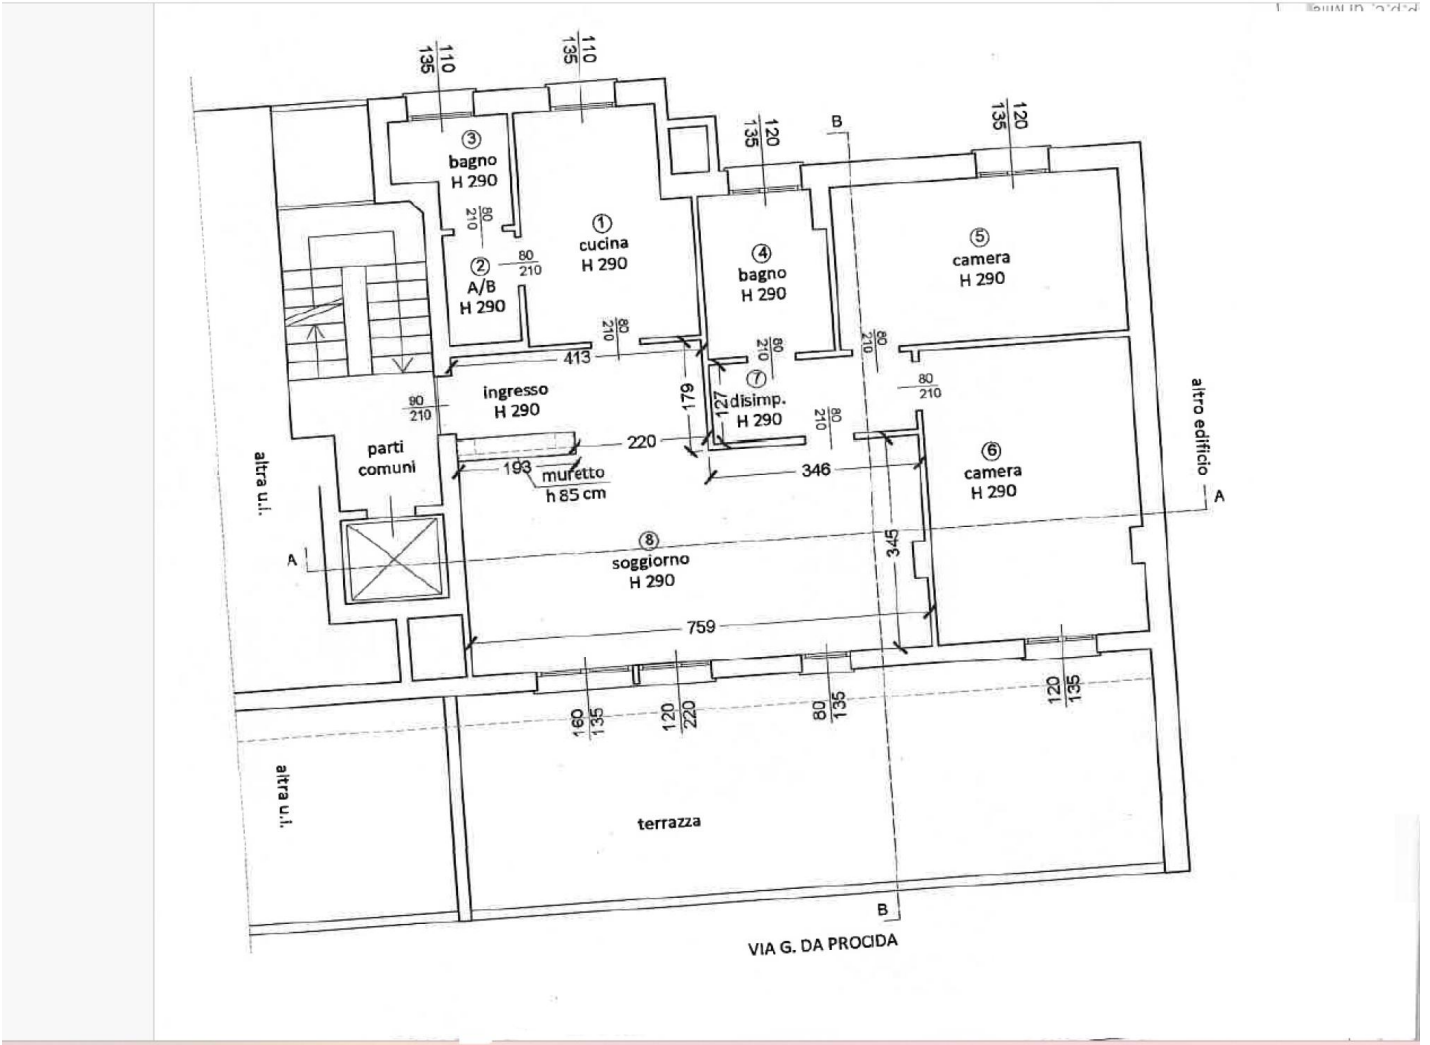 110
135
110
135
120
135
120
135
B
3
bagno
H 290
80
210
1
cucina
H 290
80
210
2
A/B
H 290
4
bagno
H 290
5
camera
H 290
80
210
80
210
80
210
413
ingresso
H 290
179
127
7
disimp.
H 290
80
210
80
210
90
210
220
193
muretto
h 85 cm
346
parti
comuni
altra u.i.
6
camera
H 290
altro edificio
A
A
8
soggiorno
H 290
345
759
160
135
120
220
80
135
120
135
altra u.i.
terrazza
B
VIA G. DA PROCIDA